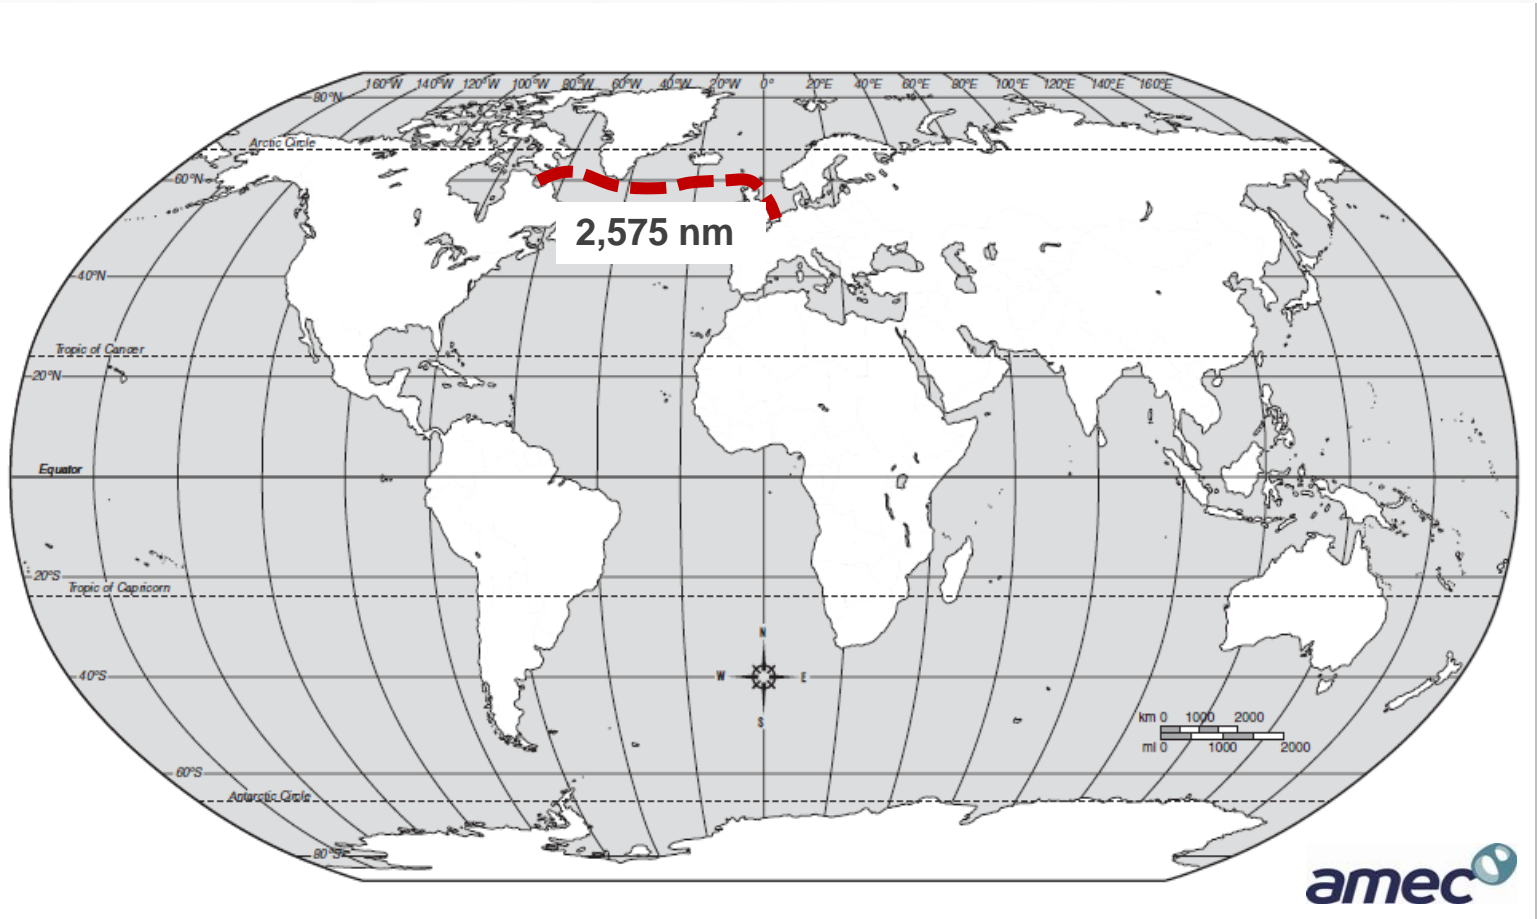 160°W 140°W 120°W 100°W 80°W 60°W 40°W 20°W 0° 20°E 40°E 60°E 80°E 100°E 120°E 140°E 160°E
80°N
Arctic Circle
60°N
2,575 nm
40°N
Tropic of Cancer
20°N
Equator
20°S
Tropic of Capricorn
N
W E
S
40°S
km 0 1000 2000
mi 0 1000 2000
60°S
Antarctic Circle
80°S
amec